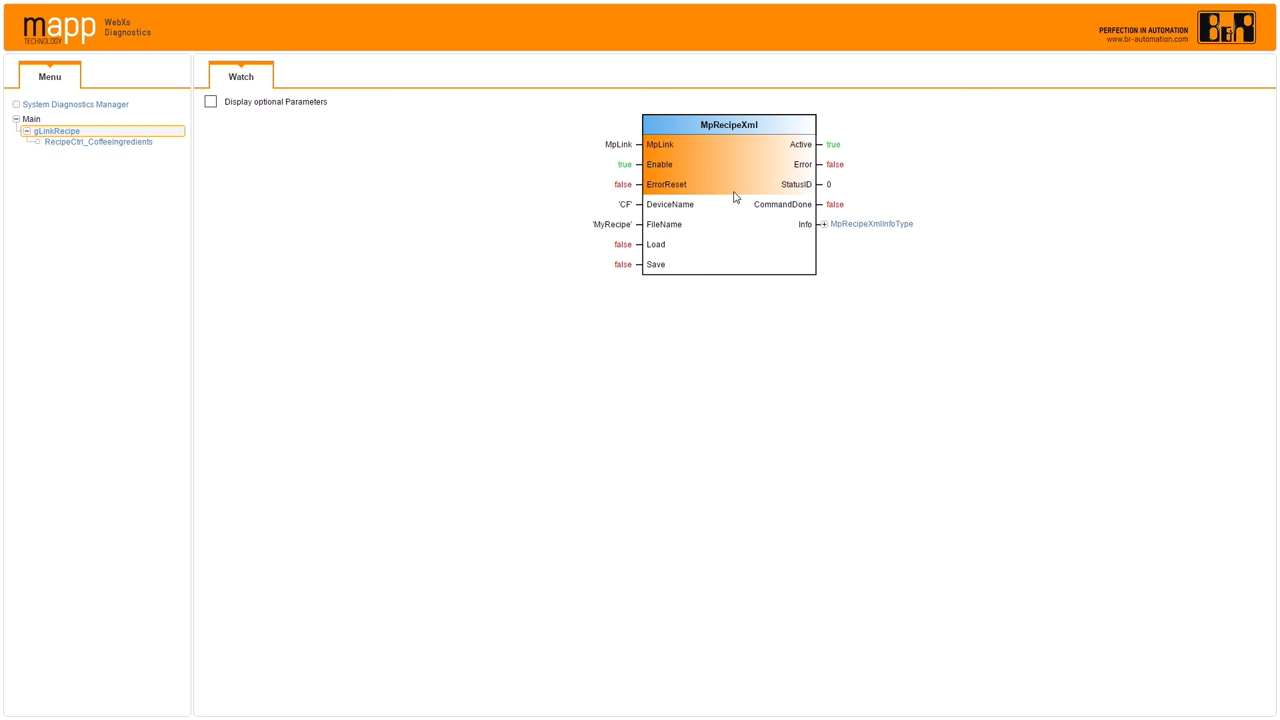 mapp
TECHNOLOGY
WebXs
Diagnostics
PERFECTION IN AUTOMATION
www.br-automation.com
B&R
Menu
System Diagnostics Manager
Main
gLinkRecipe
RecipeCtrl_CoffeeIngredients
Watch
Display optional Parameters
MpRecipeXml
MpLink MpLink Active true
true Enable Error false
false ErrorReset StatusID 0
'CF' DeviceName CommandDone false
'MyRecipe' FileName Info MpRecipeXmlInfoType
false Load
false Save